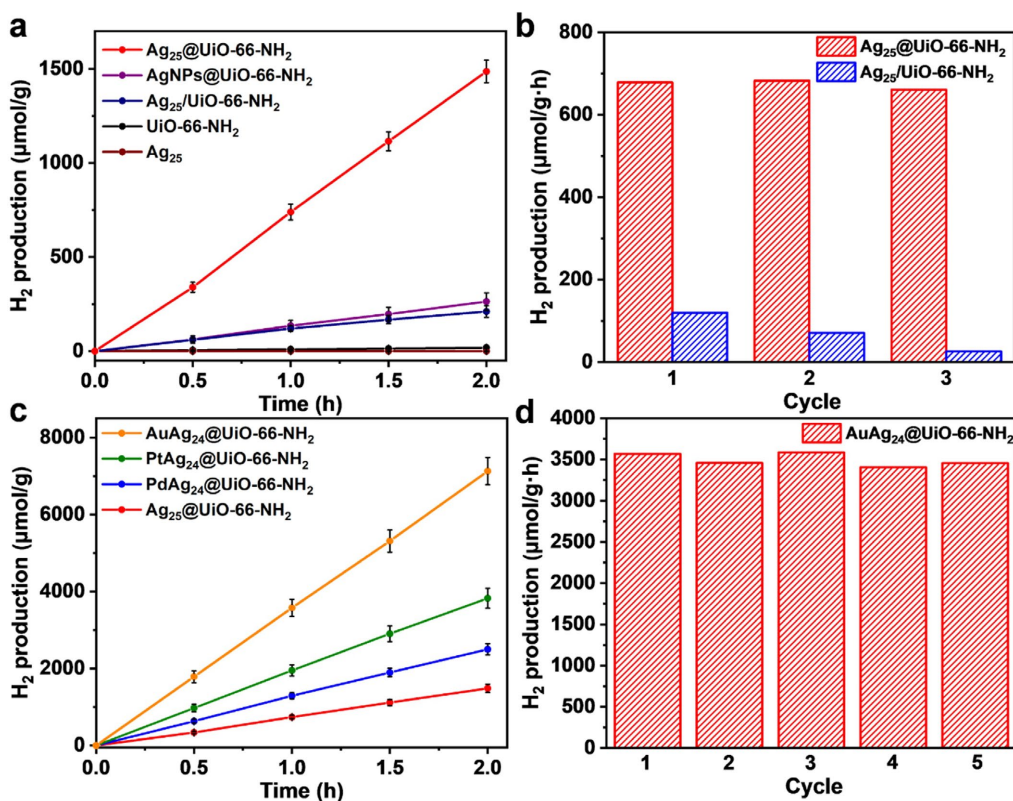 a
H₂ production (μmol/g)
1500
1000
500
0
Ag₂₅@UiO-66-NH₂
AgNPs@UiO-66-NH₂
Ag₂₅/UiO-66-NH₂
UiO-66-NH₂
Ag₂₅
0.0 0.5 1.0 1.5 2.0
Time (h)
b
H₂ production (μmol/g·h)
800
600
400
200
0
Ag₂₅@UiO-66-NH₂
Ag₂₅/UiO-66-NH₂
1 2 3
Cycle
c
H₂ production (μmol/g)
8000
6000
4000
2000
0
AuAg₂₄@UiO-66-NH₂
PtAg₂₄@UiO-66-NH₂
PdAg₂₄@UiO-66-NH₂
Ag₂₅@UiO-66-NH₂
0.0 0.5 1.0 1.5 2.0
Time (h)
d
H₂ production (μmol/g·h)
4000
3500
3000
2500
2000
1500
1000
500
0
AuAg₂₄@UiO-66-NH₂
1 2 3 4 5
Cycle